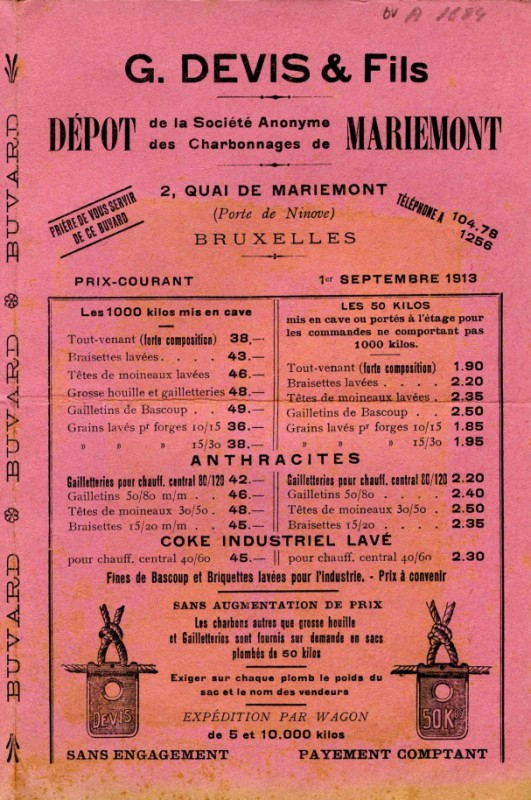 bv A 1684
G. DEVIS & Fils
DÉPOT de la Société Anonyme des Charbonnages de MARIEMONT
2, QUAI DE MARIEMONT
(Porte de Ninove)
BRUXELLES
PRIÈRE DE VOUS SERVIR
DE CE BUVARD
TÉLÉPHONE A 104.78
1256
BUVARD BUVARD BUVARD BUVARD
PRIX-COURANT 1er SEPTEMBRE 1913
Les 1000 kilos mis en cave
Tout-venant (forte composition) 38,—
Braisettes lavées . . . . 43.—
Têtes de moineaux lavées 46.—
Grosse houille et gailletteries 48.—
Gailletins de Bascoup . . 49.—
Grains lavés pr forges 10/15 36.—
» » » 15/30 38.—
LES 50 KILOS
mis en cave ou portés à l'étage pour
les commandes ne comportant pas
1000 kilos.
Tout-venant (forte composition) 1.90
Braisettes lavées . . . . 2.20
Têtes de moineaux lavées . 2.35
Gailletins de Bascoup . . 2.50
Grains lavés pr forges 10/15 1.85
» » » 15/30 1.95
ANTHRACITES
Gailletteries pour chauff. central 80/120 42.—
Gailletins 50/80 m/m . . 46.—
Têtes de moineaux 30/50 . 48.—
Braisettes 15/20 m/m . . 45.—
Gailletteries pour chauff. central 80/120 2.20
Gailletins 50/80 . . . . 2.40
Têtes de moineaux 30/50 . 2.50
Braisettes 15/20 . . . . 2.35
COKE INDUSTRIEL LAVÉ
pour chauff. central 40/60 45.—
pour chauff. central 40/60 2.30
Fines de Bascoup et Briquettes lavées pour l'Industrie. - Prix à convenir
SANS AUGMENTATION DE PRIX
Les charbons autres que grosse houille
et Gailletteries sont fournis sur demande en sacs
plombés de 50 kilos
Exiger sur chaque plomb le poids du
sac et le nom des vendeurs
EXPÉDITION PAR WAGON
de 5 et 10.000 kilos
DEVIS
50K
SANS ENGAGEMENT PAYEMENT COMPTANT